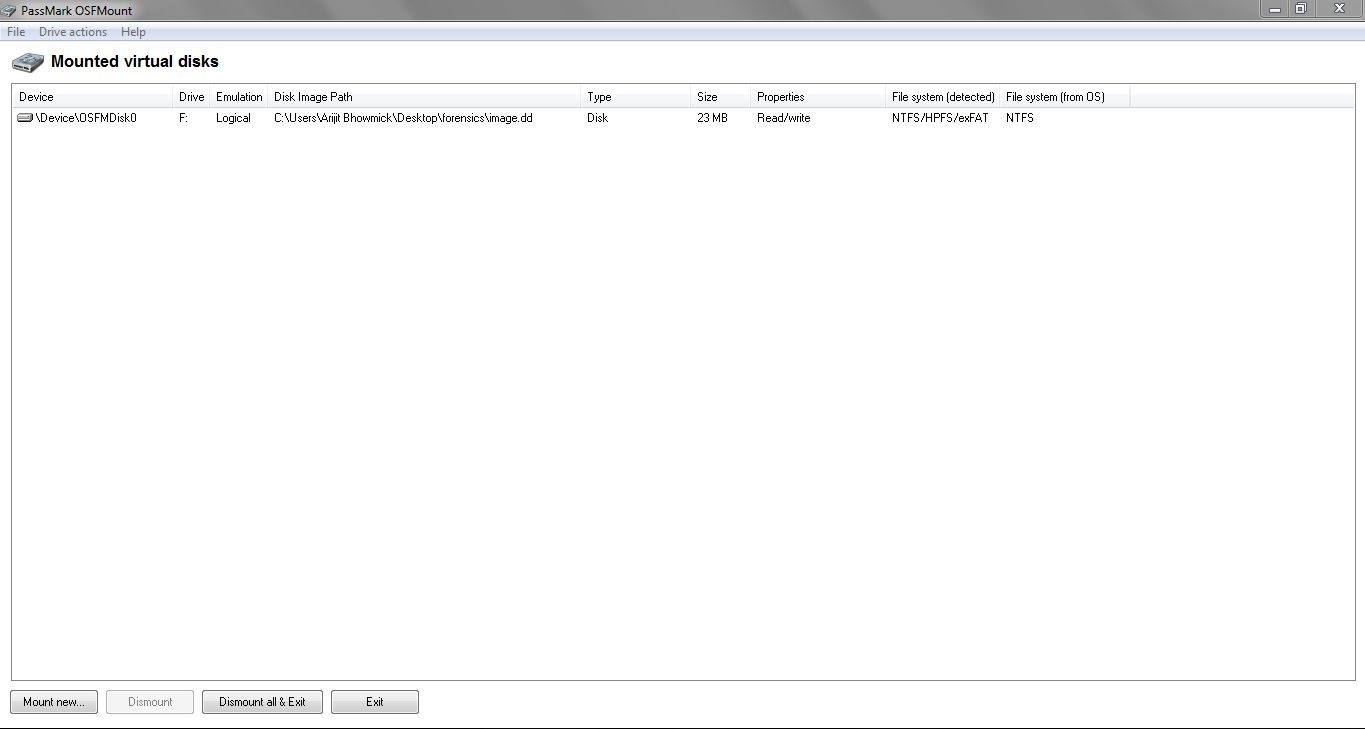 PassMark OSFMount
File Drive actions Help
Mounted virtual disks
Device Drive Emulation Disk Image Path Type Size Properties File system (detected) File system (from OS)
\Device\OSFMDisk0 F: Logical C:\Users\Arijit Bhowmick\Desktop\forensics\image.dd Disk 23 MB Read/write NTFS/HPFS/exFAT NTFS
Mount new... Dismount Dismount all & Exit Exit